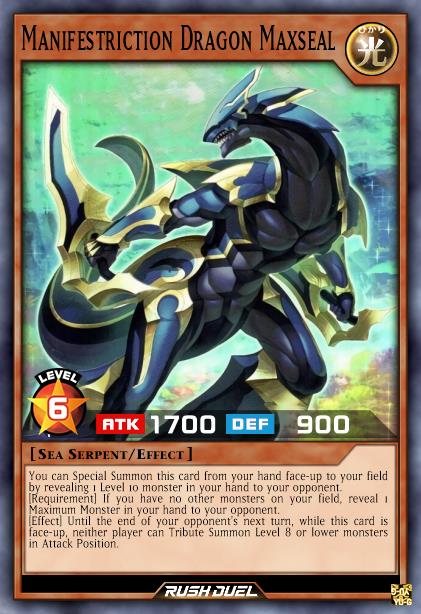 Manifestriction Dragon Maxseal
ひかり
光
LEVEL
6
ATK 1700 DEF 900
[Sea Serpent/Effect]
You can Special Summon this card from your hand face-up to your field
by revealing 1 Level 10 monster in your hand to your opponent.
[Requirement] If you have no other monsters on your field, reveal 1
Maximum Monster in your hand to your opponent.
[Effect] Until the end of your opponent's next turn, while this card is
face-up, neither player can Tribute Summon Level 8 or lower monsters
in Attack Position.
RUSH DUEL